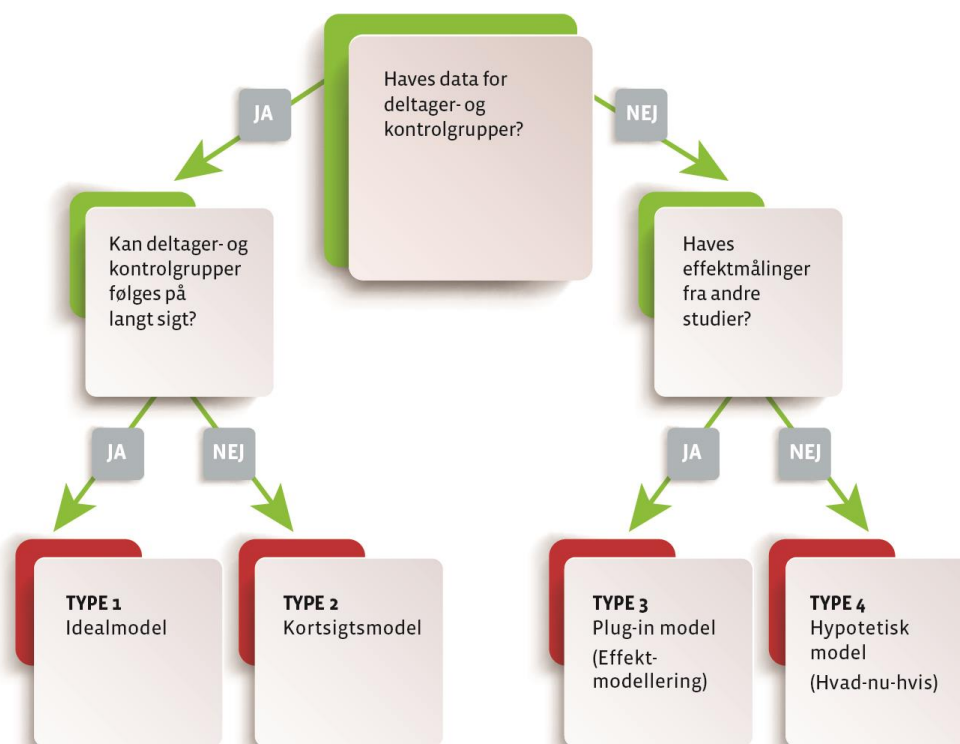 Haves data for
deltager- og
kontrolgrupper?
JA
NEJ
Kan deltager- og
kontrolgrupper
følges på
langt sigt?
Haves
effektmålinger
fra andre
studier?
JA
NEJ
JA
NEJ
TYPE 1
Idealmodel
TYPE 2
Kortsigtsmodel
TYPE 3
Plug-in model
(Effekt-
modellering)
TYPE 4
Hypotetisk
model
(Hvad-nu-hvis)